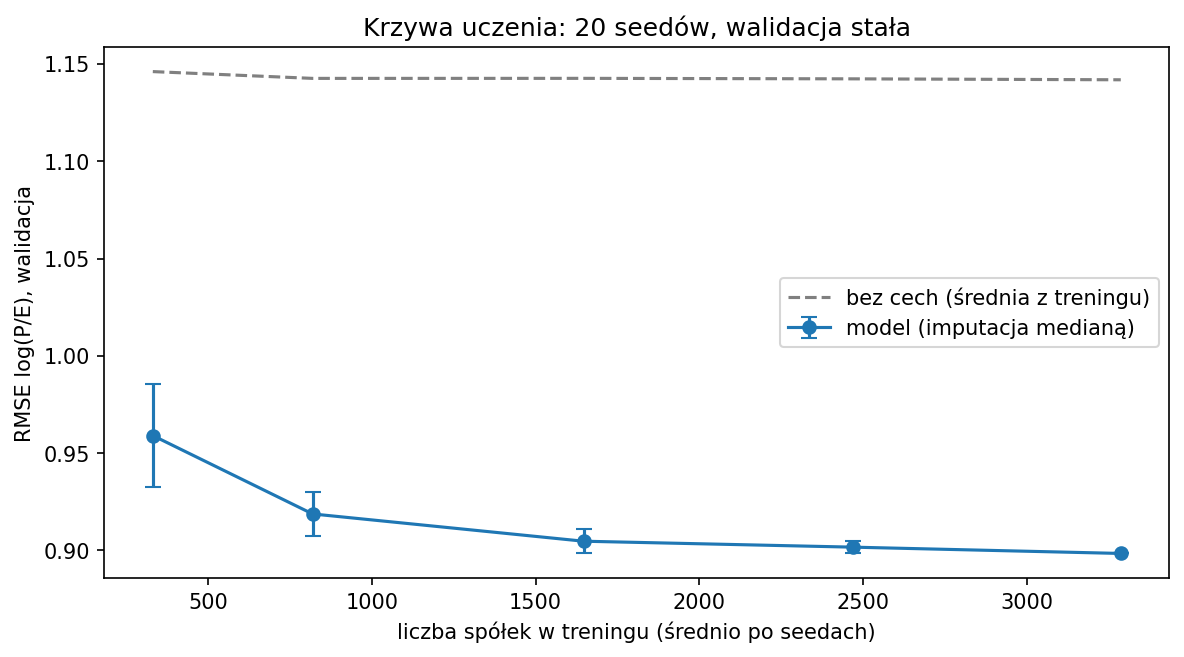 Krzywa uczenia: 20 seedów, walidacja stała
RMSE log(P/E), walidacja
1.15
1.10
1.05
1.00
0.95
0.90
bez cech (średnia z treningu)
model (imputacja medianą)
500
1000
1500
2000
2500
3000
liczba spółek w treningu (średnio po seedach)